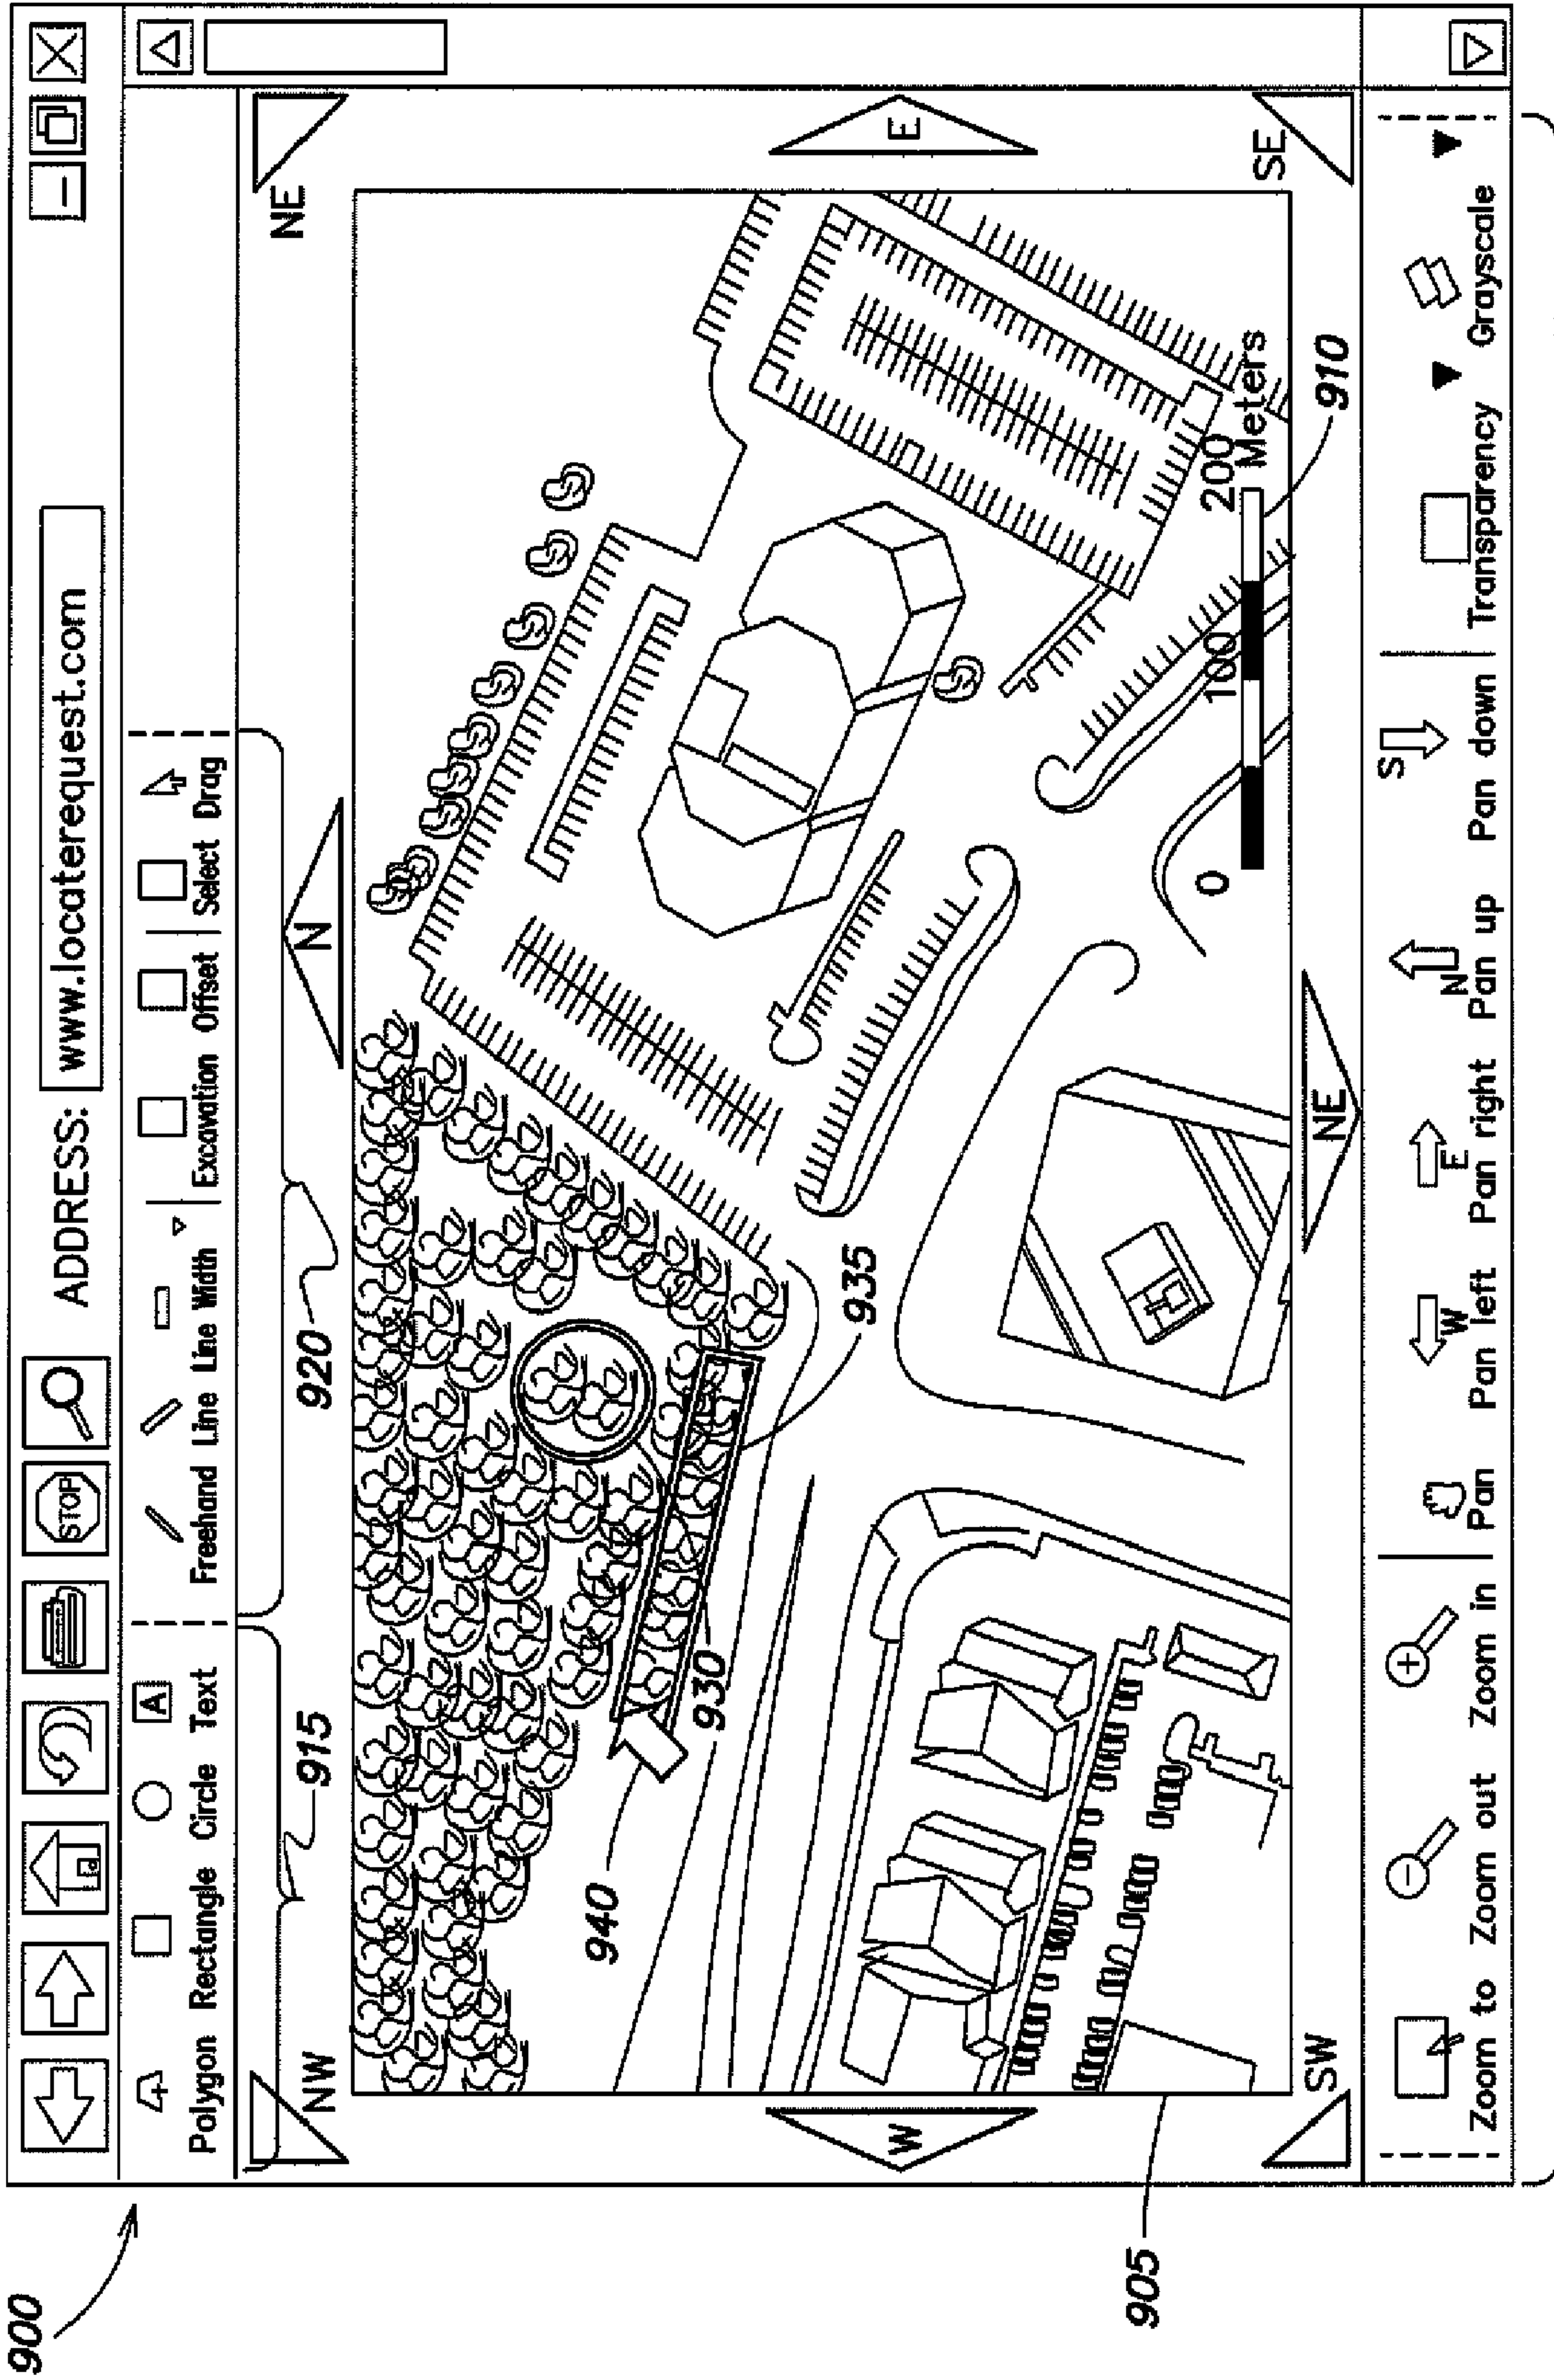 900
ADDRESS: www.locaterequest.com
STOP
A
Polygon Rectangle Circle Text Freehand Line Line Width Excavation Offset Select Drag
915
920
NW
N
NE
W
E
940
930
935
0 100 200
Meters
910
905
SW
NE
SE
W E N S
Zoom to Zoom out Zoom in Pan Pan left Pan right Pan up Pan down Transparency Grayscale